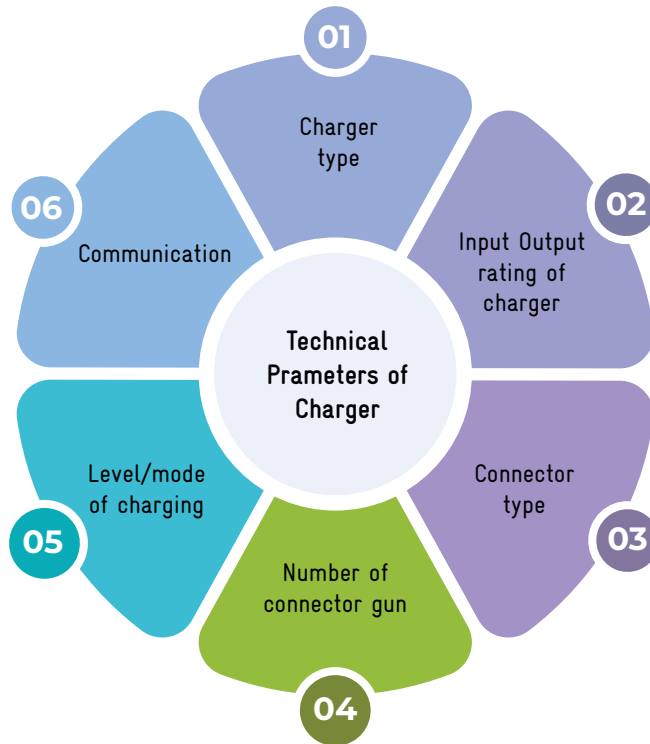 01
Charger
type
02
Input Output
rating of
charger
03
Connector
type
04
Number of
connector gun
05
Level/mode
of charging
06
Communication
Technical
Prameters of
Charger